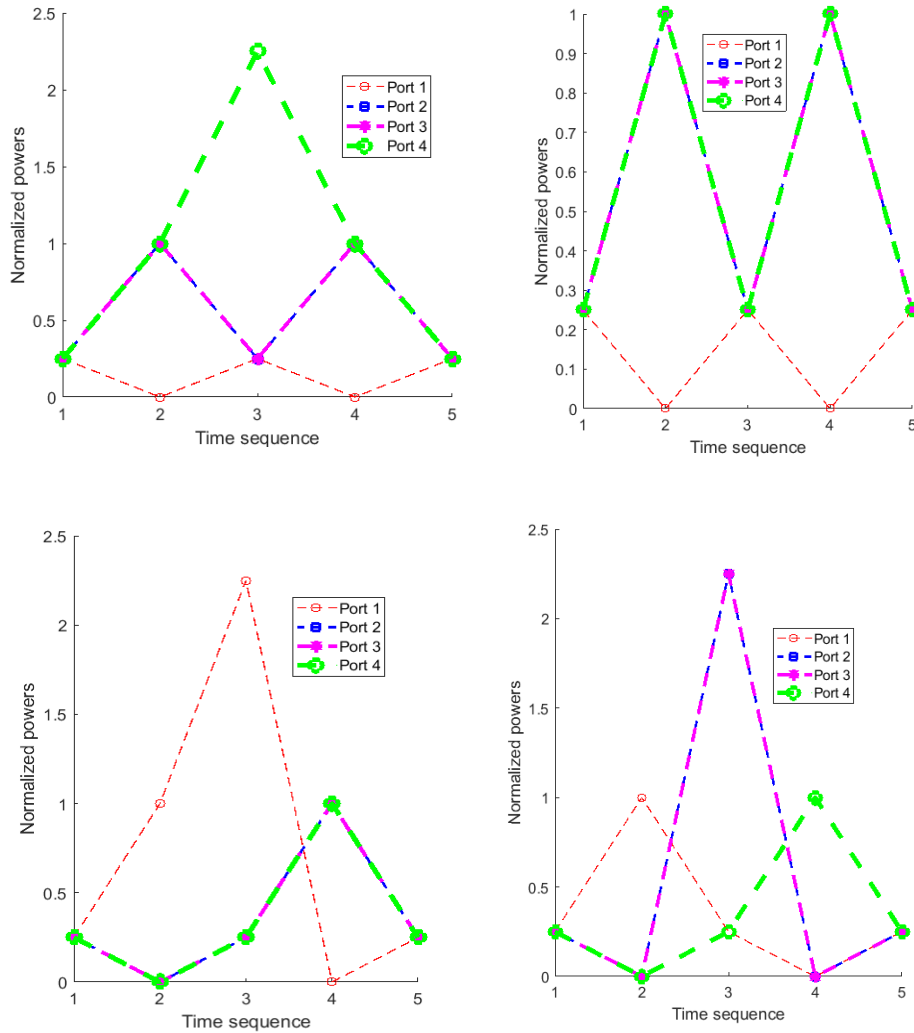 2.5
2
1.5
1
0.5
0
Normalized powers
Port 1
Port 2
Port 3
Port 4
1 2 3 4 5
Time sequence
1
0.9
0.8
0.7
0.6
0.5
0.4
0.3
0.2
0.1
0
Normalized powers
Port 1
Port 2
Port 3
Port 4
1 2 3 4 5
Time sequence
2.5
2
1.5
1
0.5
0
Normalized powers
Port 1
Port 2
Port 3
Port 4
1 2 3 4 5
Time sequence
2.5
2
1.5
1
0.5
0
Normalized powers
Port 1
Port 2
Port 3
Port 4
1 2 3 4 5
Time sequence